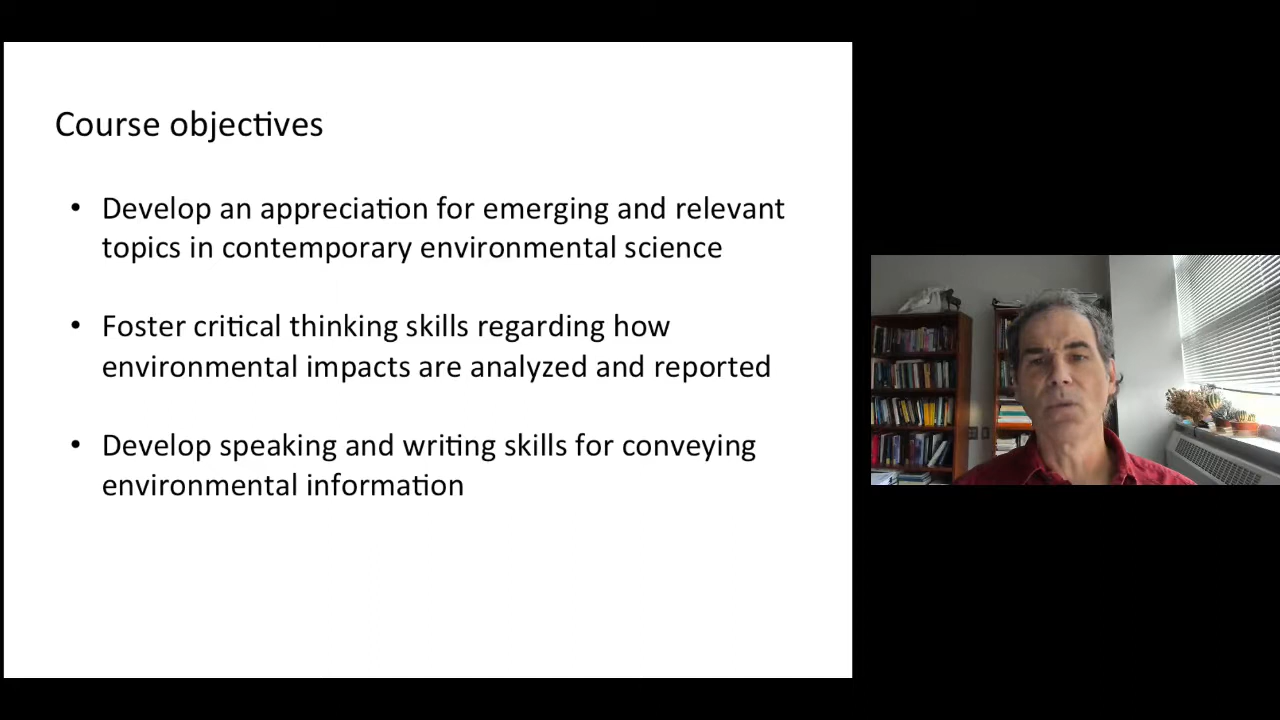 Course objectives
• Develop an appreciation for emerging and relevant
topics in contemporary environmental science
• Foster critical thinking skills regarding how
environmental impacts are analyzed and reported
• Develop speaking and writing skills for conveying
environmental information